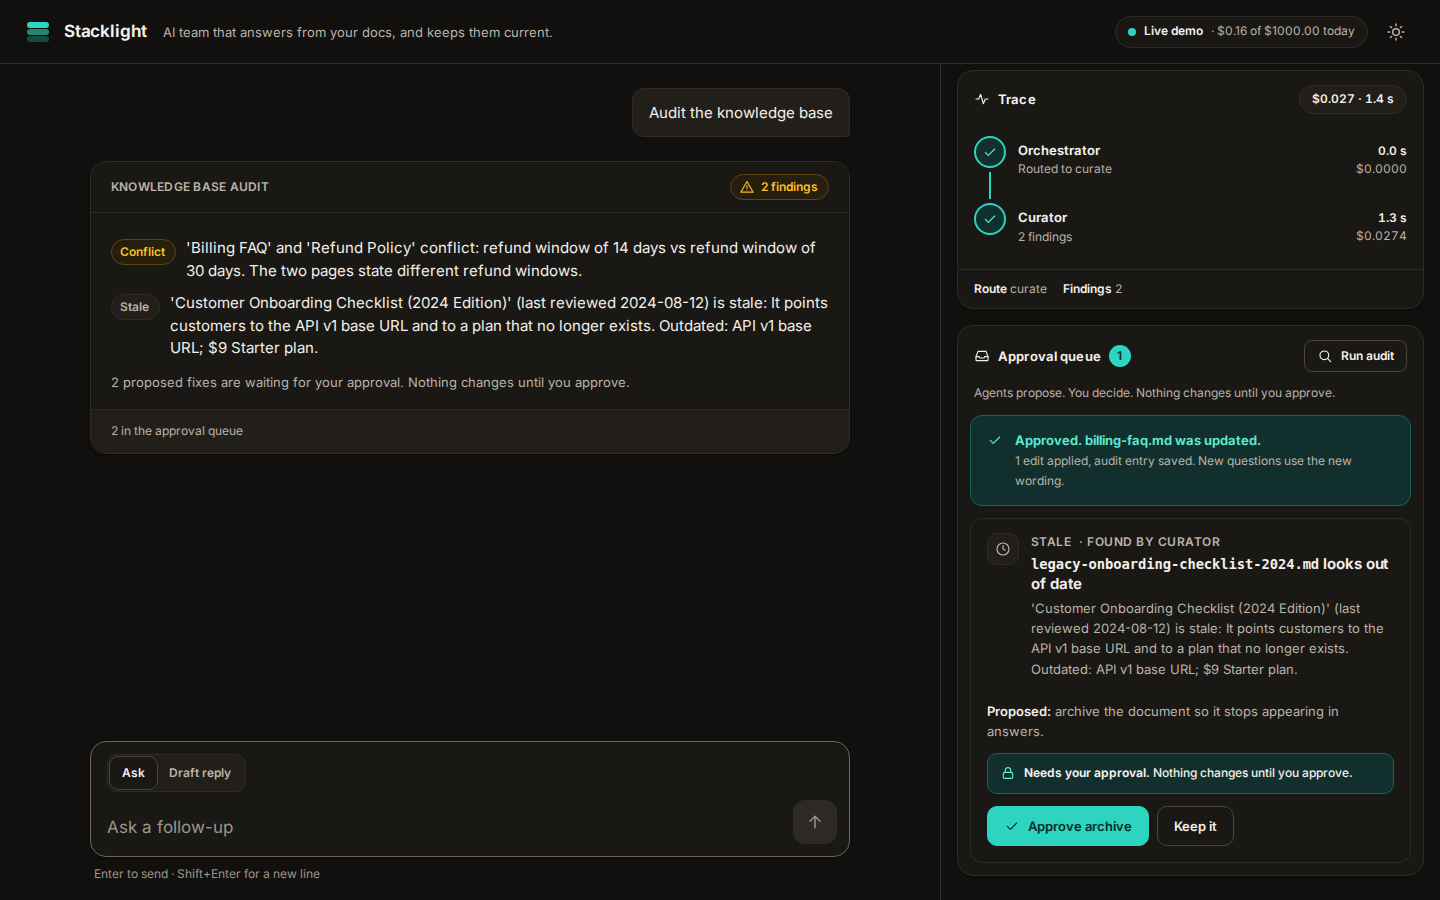 Stacklight
AI team that answers from your docs, and keeps them current.
Live demo · $0.16 of $1000.00 today
Audit the knowledge base
KNOWLEDGE BASE AUDIT
2 findings
Conflict
'Billing FAQ' and 'Refund Policy' conflict: refund window of 14 days vs refund window of
30 days. The two pages state different refund windows.
Stale
'Customer Onboarding Checklist (2024 Edition)' (last reviewed 2024-08-12) is stale: It points
customers to the API v1 base URL and to a plan that no longer exists. Outdated: API v1 base
URL; $9 Starter plan.
2 proposed fixes are waiting for your approval. Nothing changes until you approve.
2 in the approval queue
Ask
Draft reply
Ask a follow-up
Enter to send · Shift+Enter for a new line
Trace
$0.027 · 1.4 s
Orchestrator
0.0 s
Routed to curate
$0.0000
Curator
1.3 s
2 findings
$0.0274
Route curate Findings 2
Approval queue 1
Run audit
Agents propose. You decide. Nothing changes until you approve.
Approved. billing-faq.md was updated.
1 edit applied, audit entry saved. New questions use the new
wording.
STALE · FOUND BY CURATOR
legacy-onboarding-checklist-2024.md looks out
of date
'Customer Onboarding Checklist (2024 Edition)' (last
reviewed 2024-08-12) is stale: It points customers to the
API v1 base URL and to a plan that no longer exists.
Outdated: API v1 base URL; $9 Starter plan.
Proposed: archive the document so it stops appearing in
answers.
Needs your approval. Nothing changes until you approve.
Approve archive
Keep it